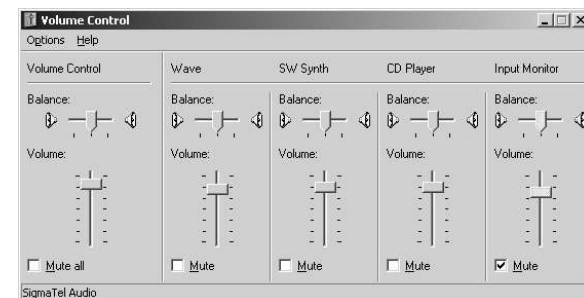 Volume Control
Options Help
Volume Control Wave SW Synth CD Player Input Monitor
Balance: Balance: Balance: Balance: Balance:
Volume: Volume: Volume: Volume: Volume:
Mute all Mute Mute Mute Mute
SigmaTel Audio